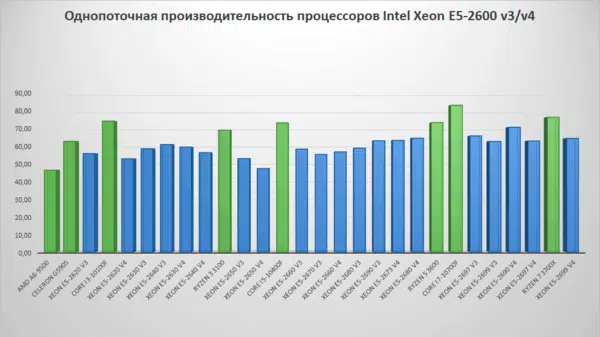 Однопоточная производительность процессоров Intel Xeon E5-2600 v3/v4
90,00
80,00
70,00
60,00
50,00
40,00
30,00
20,00
10,00
0,00
AMD A6-9500
CELERON G5905
XEON E5-2620 V3
CORE I3-10100F
XEON E5-2620 V4
XEON E5-2630 V3
XEON E5-2640 V3
XEON E5-2630 V4
XEON E5-2640 V4
RYZEN 3 3100
XEON E5-2650 V3
XEON E5-2650 V4
CORE I5-10400F
XEON E5-2660 V3
XEON E5-2670 V3
XEON E5-2660 V4
XEON E5-2680 V3
XEON E5-2690 V3
XEON E5-2673 V4
XEON E5-2680 V4
RYZEN 5 3600
CORE I7-10700F
XEON E5-2697 V3
XEON E5-2699 V3
XEON E5-2690 V4
XEON E5-2697 V4
RYZEN 7 3700X
XEON E5-2699 V4